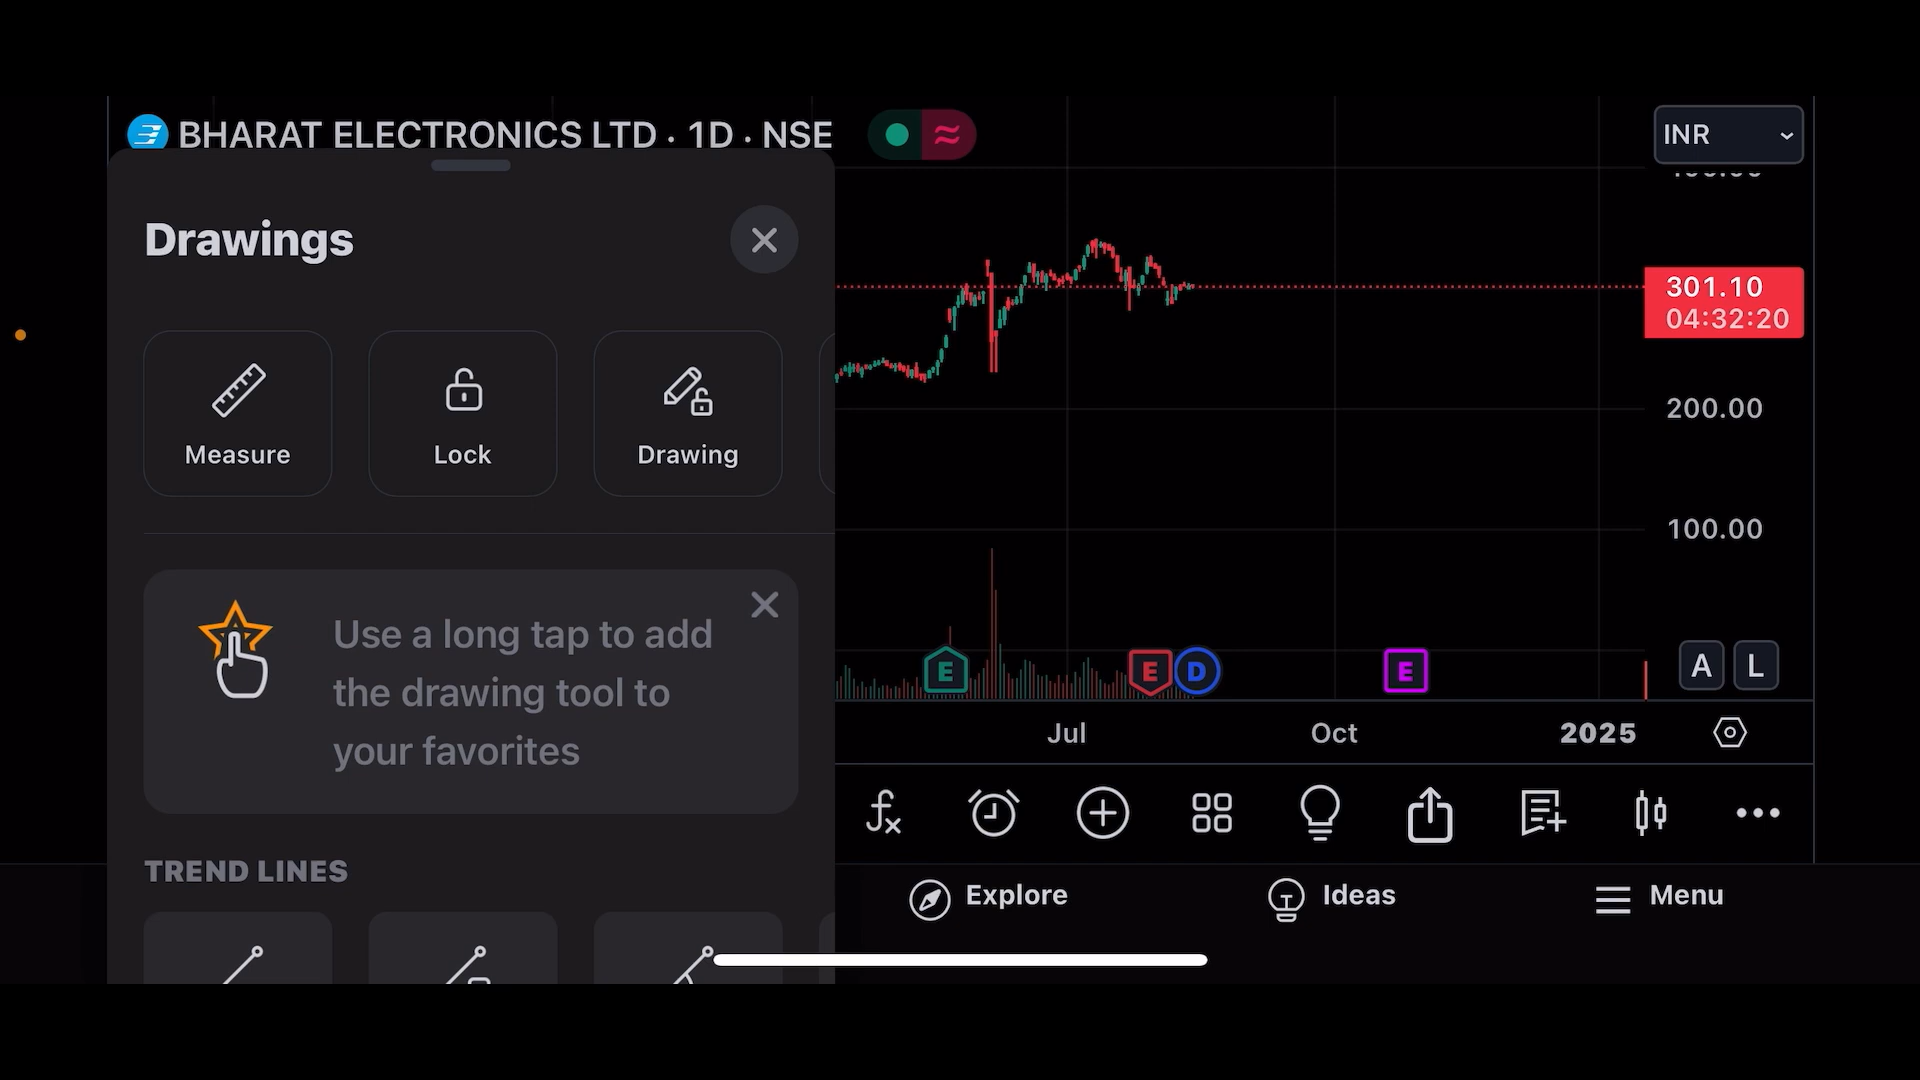 BHARAT ELECTRONICS LTD · 1D · NSE
INR
Drawings
301.10
04:32:20
Measure
Lock
Drawing
200.00
100.00
Use a long tap to add
the drawing tool to
your favorites
E
E
D
E
A
L
Jul
Oct
2025
TREND LINES
Explore
Ideas
Menu